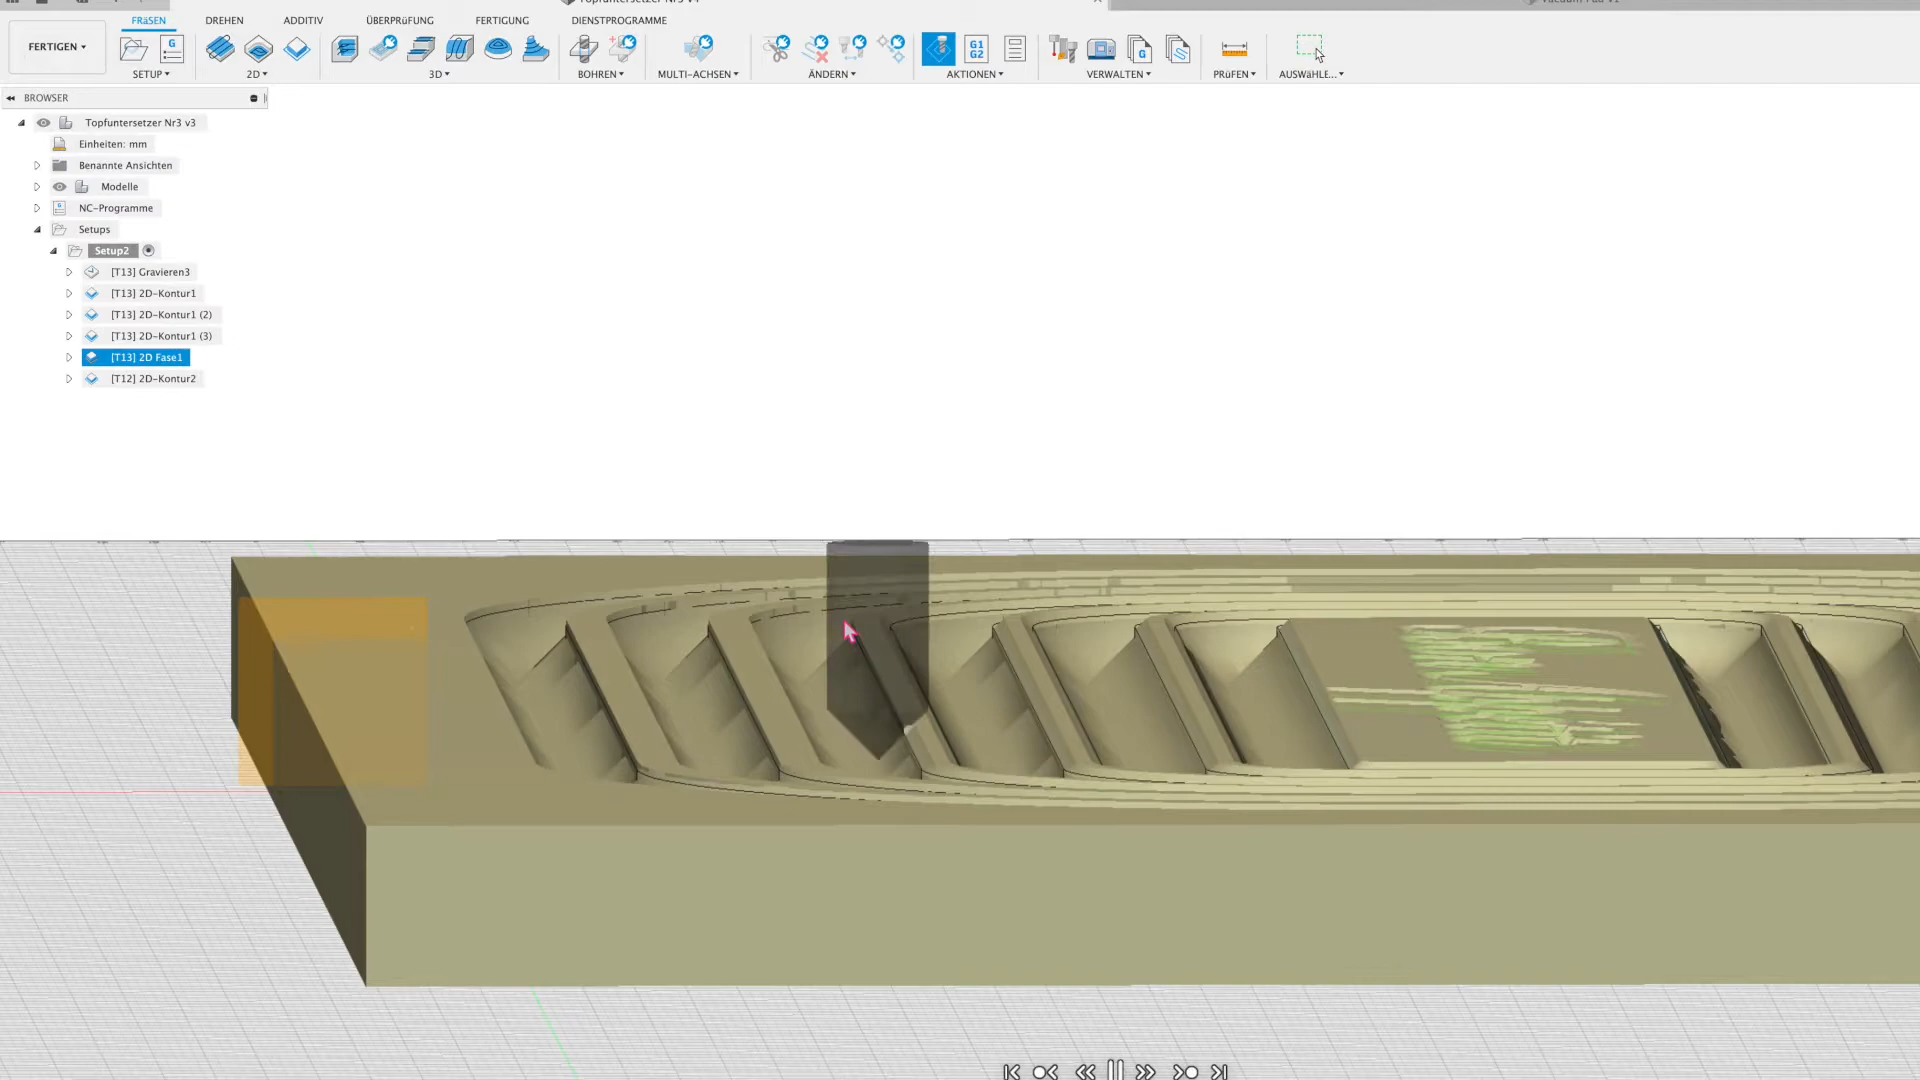 FRÄSEN DREHEN ADDITIV ÜBERPRÜFUNG FERTIGUNG DIENSTPROGRAMME
FERTIGEN
G
G1
G2
G
SETUP 2D 3D BOHREN MULTI-ACHSEN ÄNDERN AKTIONEN VERWALTEN PRÜFEN AUSWÄHLE...
BROWSER
Topfuntersetzer Nr3 v3
Einheiten: mm
Benannte Ansichten
Modelle
NC-Programme
Setups
Setup2
[T13] Gravieren3
[T13] 2D-Kontur1
[T13] 2D-Kontur1 (2)
[T13] 2D-Kontur1 (3)
[T13] 2D Fase1
[T12] 2D-Kontur2